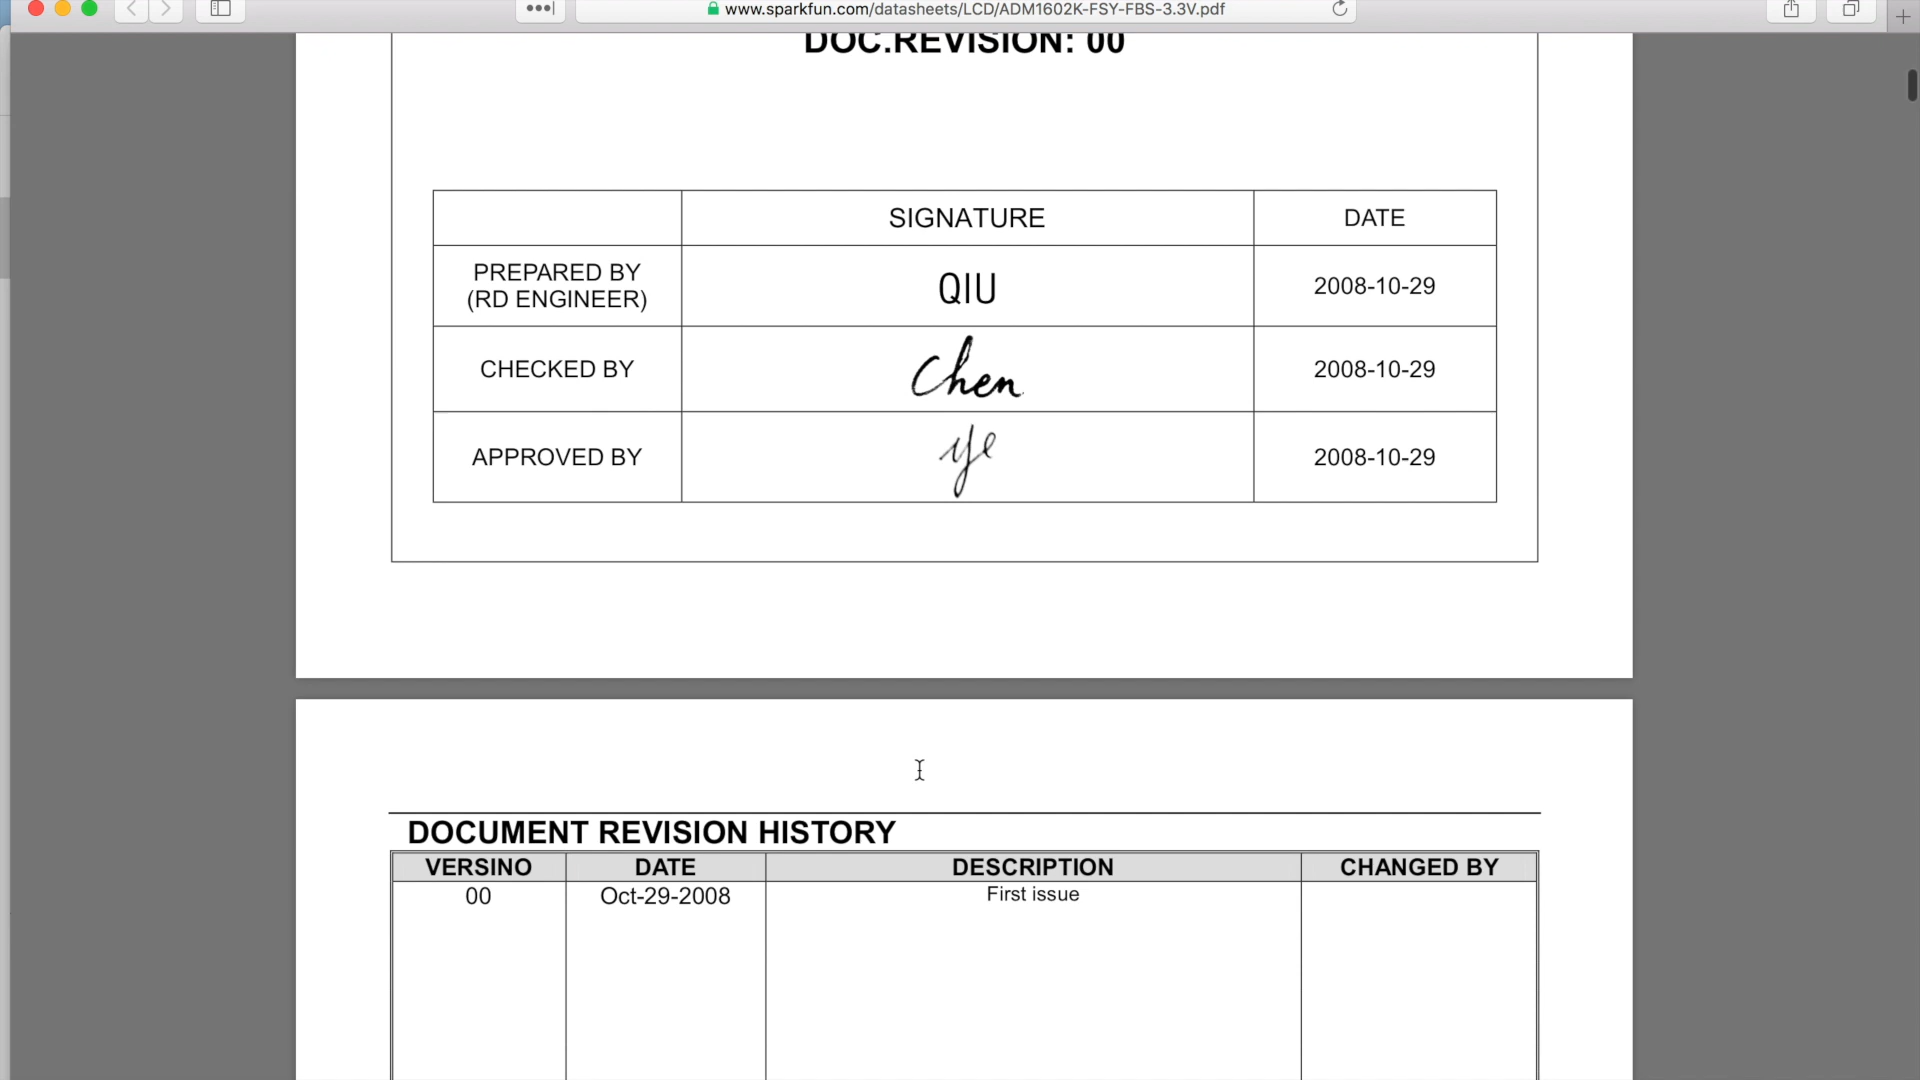 www.sparkfun.com/datasheets/LCD/ADM1602K-FSY-FBS-3.3V.pdf
DOC.REVISION: 00
SIGNATURE DATE
PREPARED BY
(RD ENGINEER) QIU 2008-10-29
CHECKED BY Chen 2008-10-29
APPROVED BY ye 2008-10-29
DOCUMENT REVISION HISTORY
VERSINO DATE DESCRIPTION CHANGED BY
00 Oct-29-2008 First issue